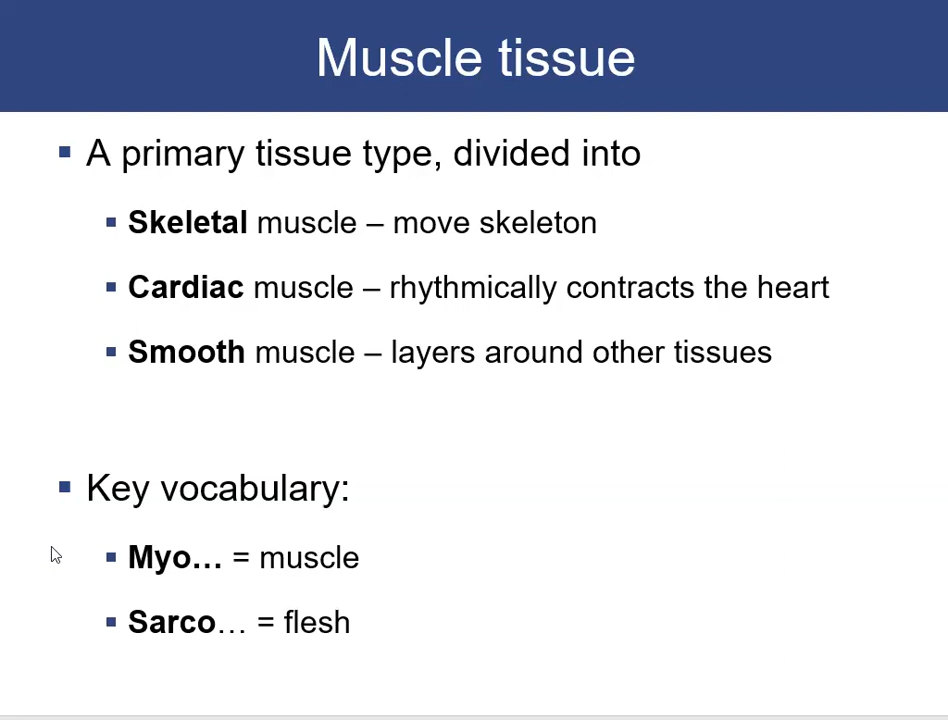 Muscle tissue
A primary tissue type, divided into
Skeletal muscle – move skeleton
Cardiac muscle – rhythmically contracts the heart
Smooth muscle – layers around other tissues
Key vocabulary:
Myo… = muscle
Sarco… = flesh